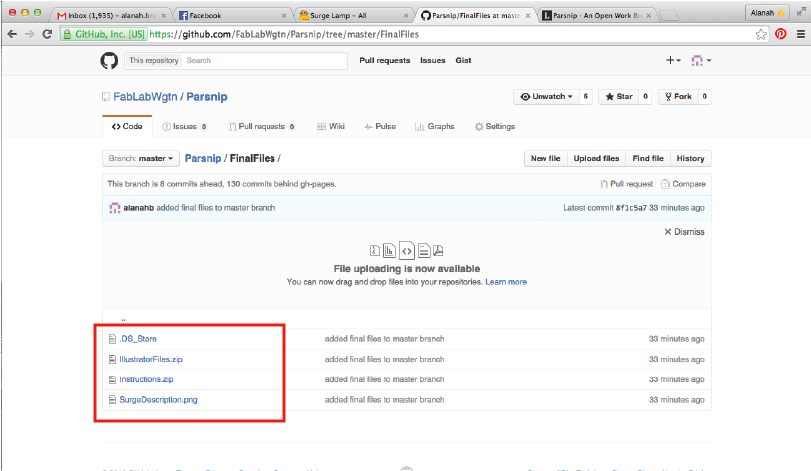 Inbox (1,935) – alanah.br
Facebook
Surge Lamp – Ali
Parsnip/FinalFiles at master
Parsnip · An Open Work B
Alanah
GitHub, Inc. [US] https://github.com/FabLabWgtn/Parsnip/tree/master/FinalFiles
This repository Search Pull requests Issues Gist
FabLabWgtn / Parsnip Unwatch 6 Star 0 Fork 0
Code Issues 0 Pull requests 0 Wiki Pulse Graphs Settings
Branch: master Parsnip / FinalFiles / New file Upload files Find file History
This branch is 8 commits ahead, 130 commits behind gh-pages. Pull request Compare
alanahb added final files to master branch Latest commit 8f1c5a7 33 minutes ago
Dismiss
File uploading is now available
You can now drag and drop files into your repositories. Learn more
..
.DS_Store added final files to master branch 33 minutes ago
IllustratorFiles.zip added final files to master branch 33 minutes ago
Instructions.zip added final files to master branch 33 minutes ago
SurgeDescription.png added final files to master branch 33 minutes ago